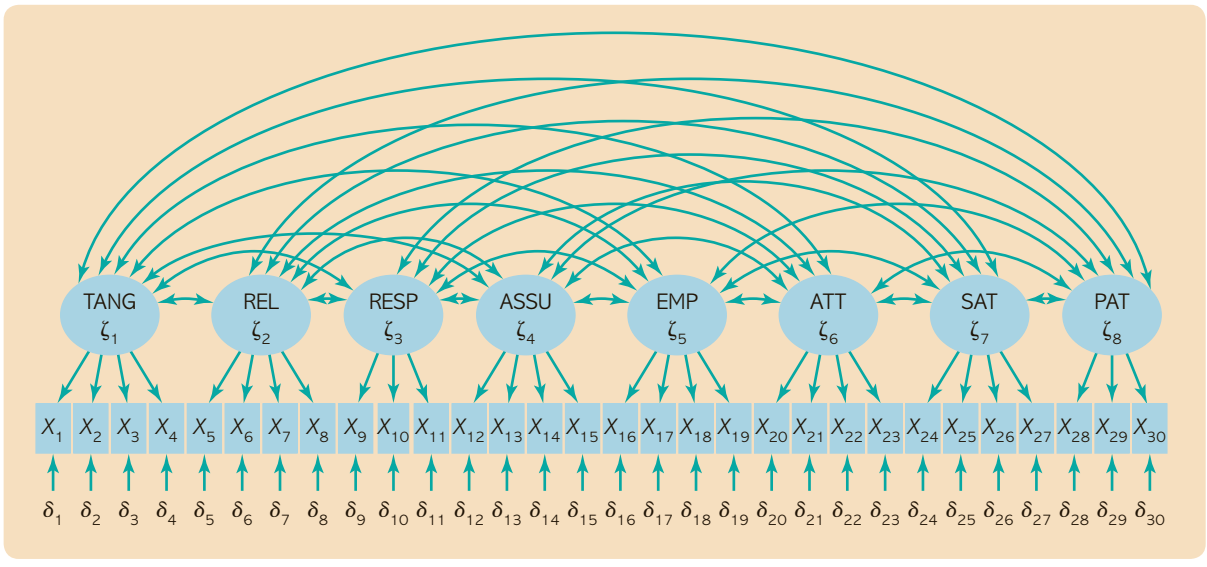 TANG REL RESP ASSU EMP ATT SAT PAT
ζ1 ζ2 ζ3 ζ4 ζ5 ζ6 ζ7 ζ8
X1 X2 X3 X4 X5 X6 X7 X8 X9 X10 X11 X12 X13 X14 X15 X16 X17 X18 X19 X20 X21 X22 X23 X24 X25 X26 X27 X28 X29 X30
δ1 δ2 δ3 δ4 δ5 δ6 δ7 δ8 δ9 δ10 δ11 δ12 δ13 δ14 δ15 δ16 δ17 δ18 δ19 δ20 δ21 δ22 δ23 δ24 δ25 δ26 δ27 δ28 δ29 δ30